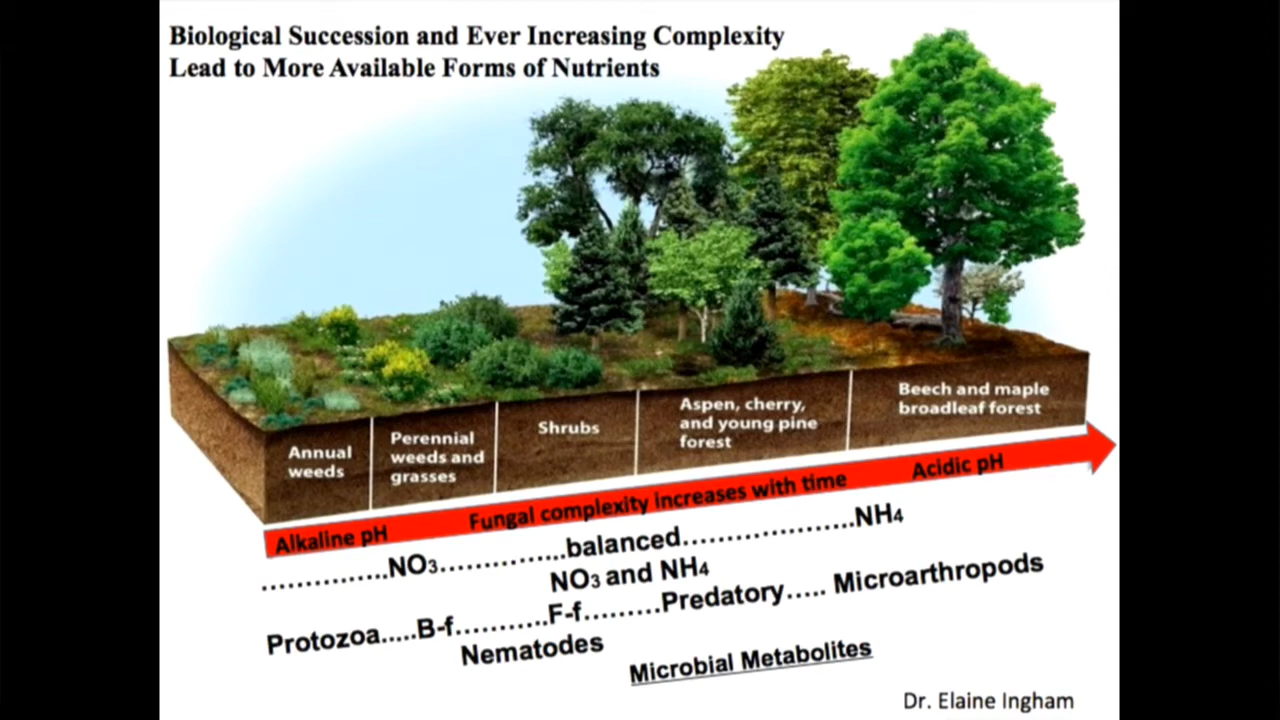 Biological Succession and Ever Increasing Complexity
Lead to More Available Forms of Nutrients
Annual
weeds
Perennial
weeds and
grasses
Shrubs
Aspen, cherry,
and young pine
forest
Beech and maple
broadleaf forest
Alkaline pH
Fungal complexity increases with time
Acidic pH
...............NO₃...............balanced....................NH₄
NO₃ and NH₄
Protozoa.....B-f...........F-f.........Predatory..... Microarthropods
Nematodes
Microbial Metabolites
Dr. Elaine Ingham